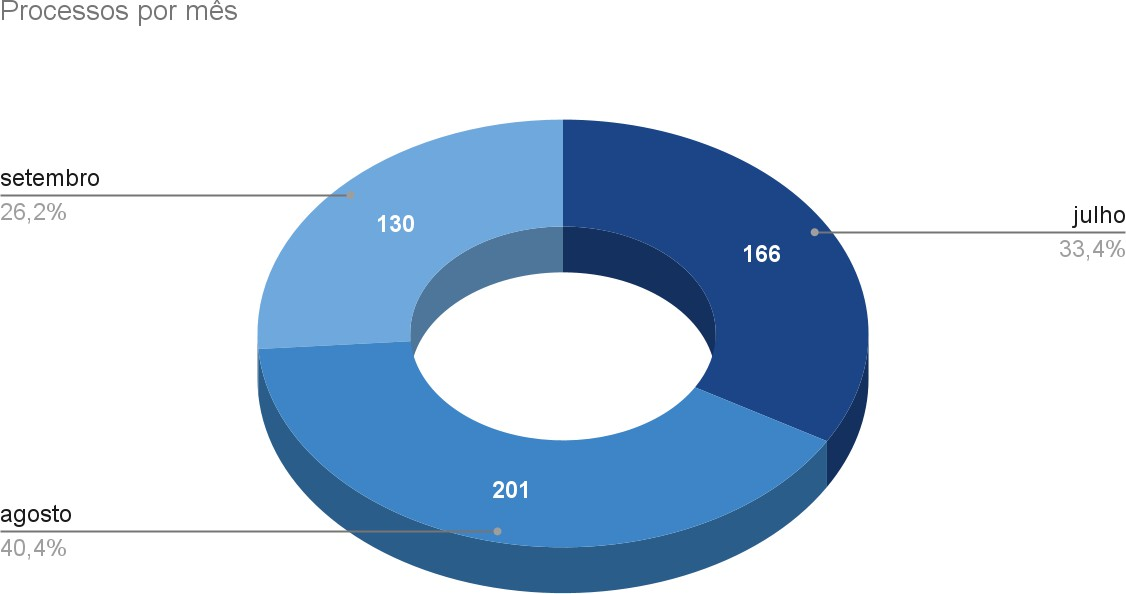 Processos por mês
setembro
26,2%
130
166
julho
33,4%
201
agosto
40,4%